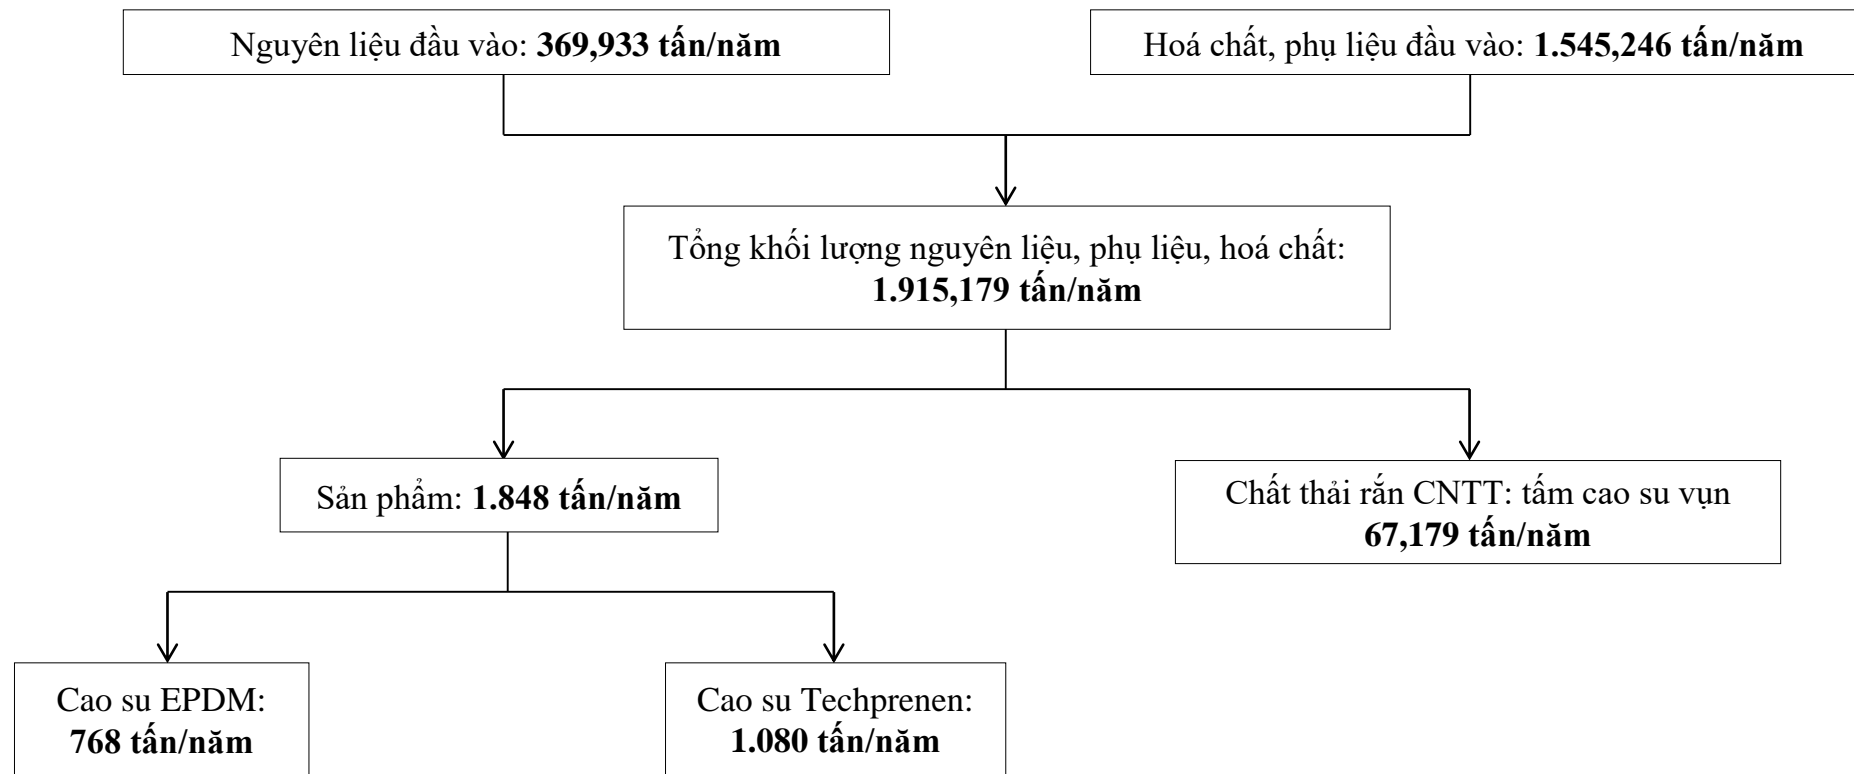 Nguyên liệu đầu vào: 369,933 tấn/năm
Hoá chất, phụ liệu đầu vào: 1.545,246 tấn/năm
Tổng khối lượng nguyên liệu, phụ liệu, hoá chất:
1.915,179 tấn/năm
Sản phẩm: 1.848 tấn/năm
Chất thải rắn CNTT: tấm cao su vụn
67,179 tấn/năm
Cao su EPDM:
768 tấn/năm
Cao su Techprenen:
1.080 tấn/năm